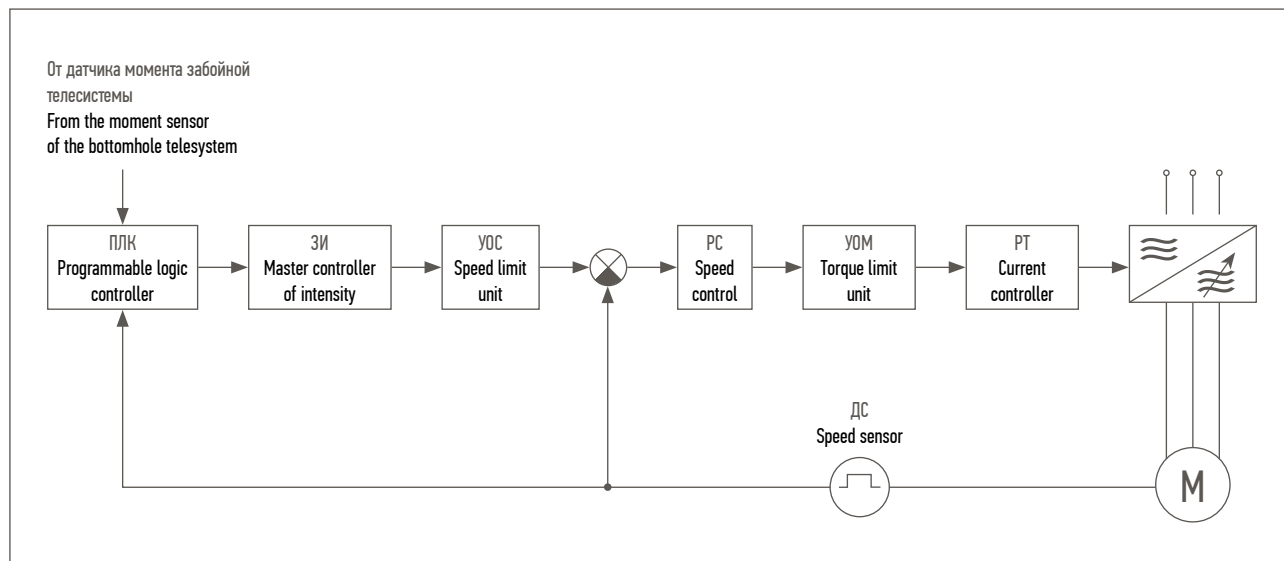 От датчика момента забойной
телесистемы
From the moment sensor
of the bottomhole telesystem
ПЛК
Programmable logic
controller
ЗИ
Master controller
of intensity
УОС
Speed limit
unit
РС
Speed
control
УОМ
Torque limit
unit
РТ
Current
controller
ДС
Speed sensor
М